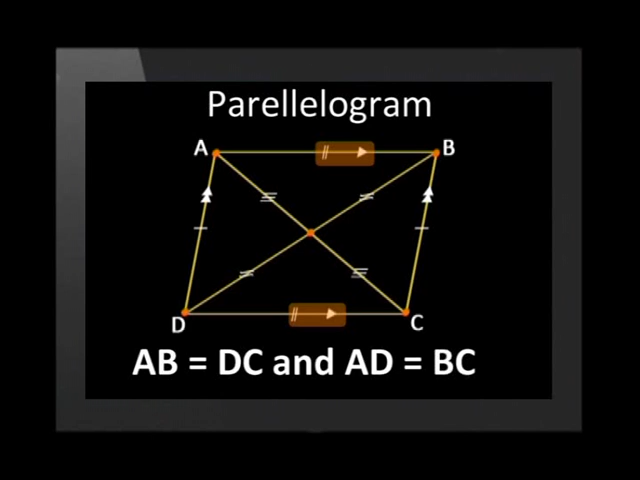 Parellelogram
A B
D C
AB = DC and AD = BC